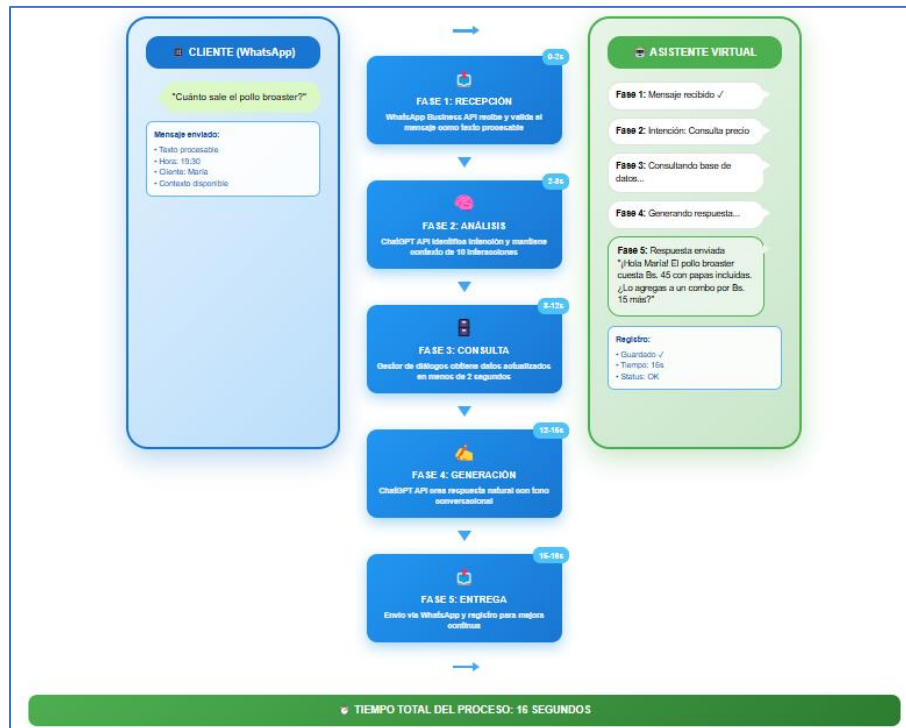 CLIENTE (WhatsApp)
"Cuánto sale el pollo broaster?"
Mensaje enviado:
• Texto procesable
• Hora: 19:30
• Cliente: María
• Contexto disponible
0-2s
FASE 1: RECEPCIÓN
WhatsApp Business API recibe y valida el
mensaje como texto procesable
2-8s
FASE 2: ANÁLISIS
ChatGPT API identifica intención y mantiene
contexto de 10 interacciones
8-12s
FASE 3: CONSULTA
Gestor de diálogos obtiene datos actualizados
en menos de 2 segundos
12-15s
FASE 4: GENERACIÓN
ChatGPT API crea respuesta natural con tono
conversacional
15-16s
FASE 5: ENTREGA
Envío vía WhatsApp y registro para mejora
continua
ASISTENTE VIRTUAL
Fase 1: Mensaje recibido ✓
Fase 2: Intención: Consulta precio
Fase 3: Consultando base de
datos...
Fase 4: Generando respuesta...
Fase 5: Respuesta enviada
"¡Hola María! El pollo broaster
cuesta Bs. 45 con papas incluidas.
¿Lo agregas a un combo por Bs.
15 más?"
Registro:
• Guardado ✓
• Tiempo: 16s
• Status: OK
TIEMPO TOTAL DEL PROCESO: 16 SEGUNDOS